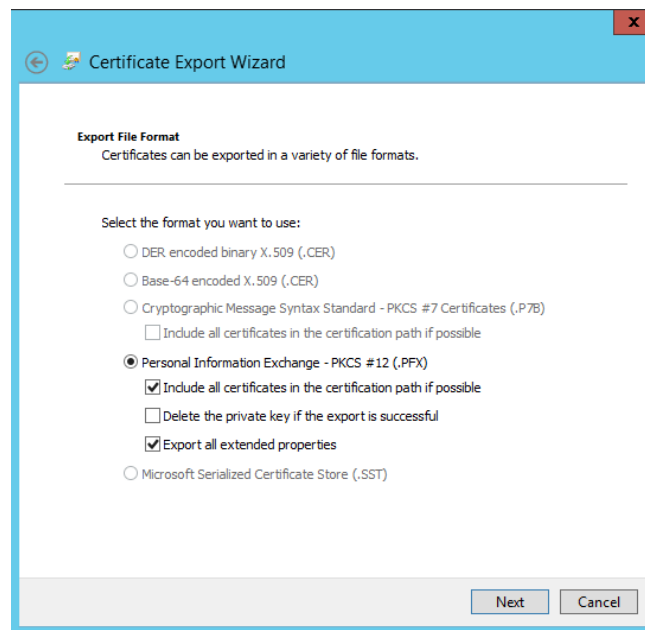 x
Certificate Export Wizard
Export File Format
Certificates can be exported in a variety of file formats.
Select the format you want to use:
DER encoded binary X.509 (.CER)
Base-64 encoded X.509 (.CER)
Cryptographic Message Syntax Standard - PKCS #7 Certificates (.P7B)
Include all certificates in the certification path if possible
Personal Information Exchange - PKCS #12 (.PFX)
Include all certificates in the certification path if possible
Delete the private key if the export is successful
Export all extended properties
Microsoft Serialized Certificate Store (.SST)
Next Cancel